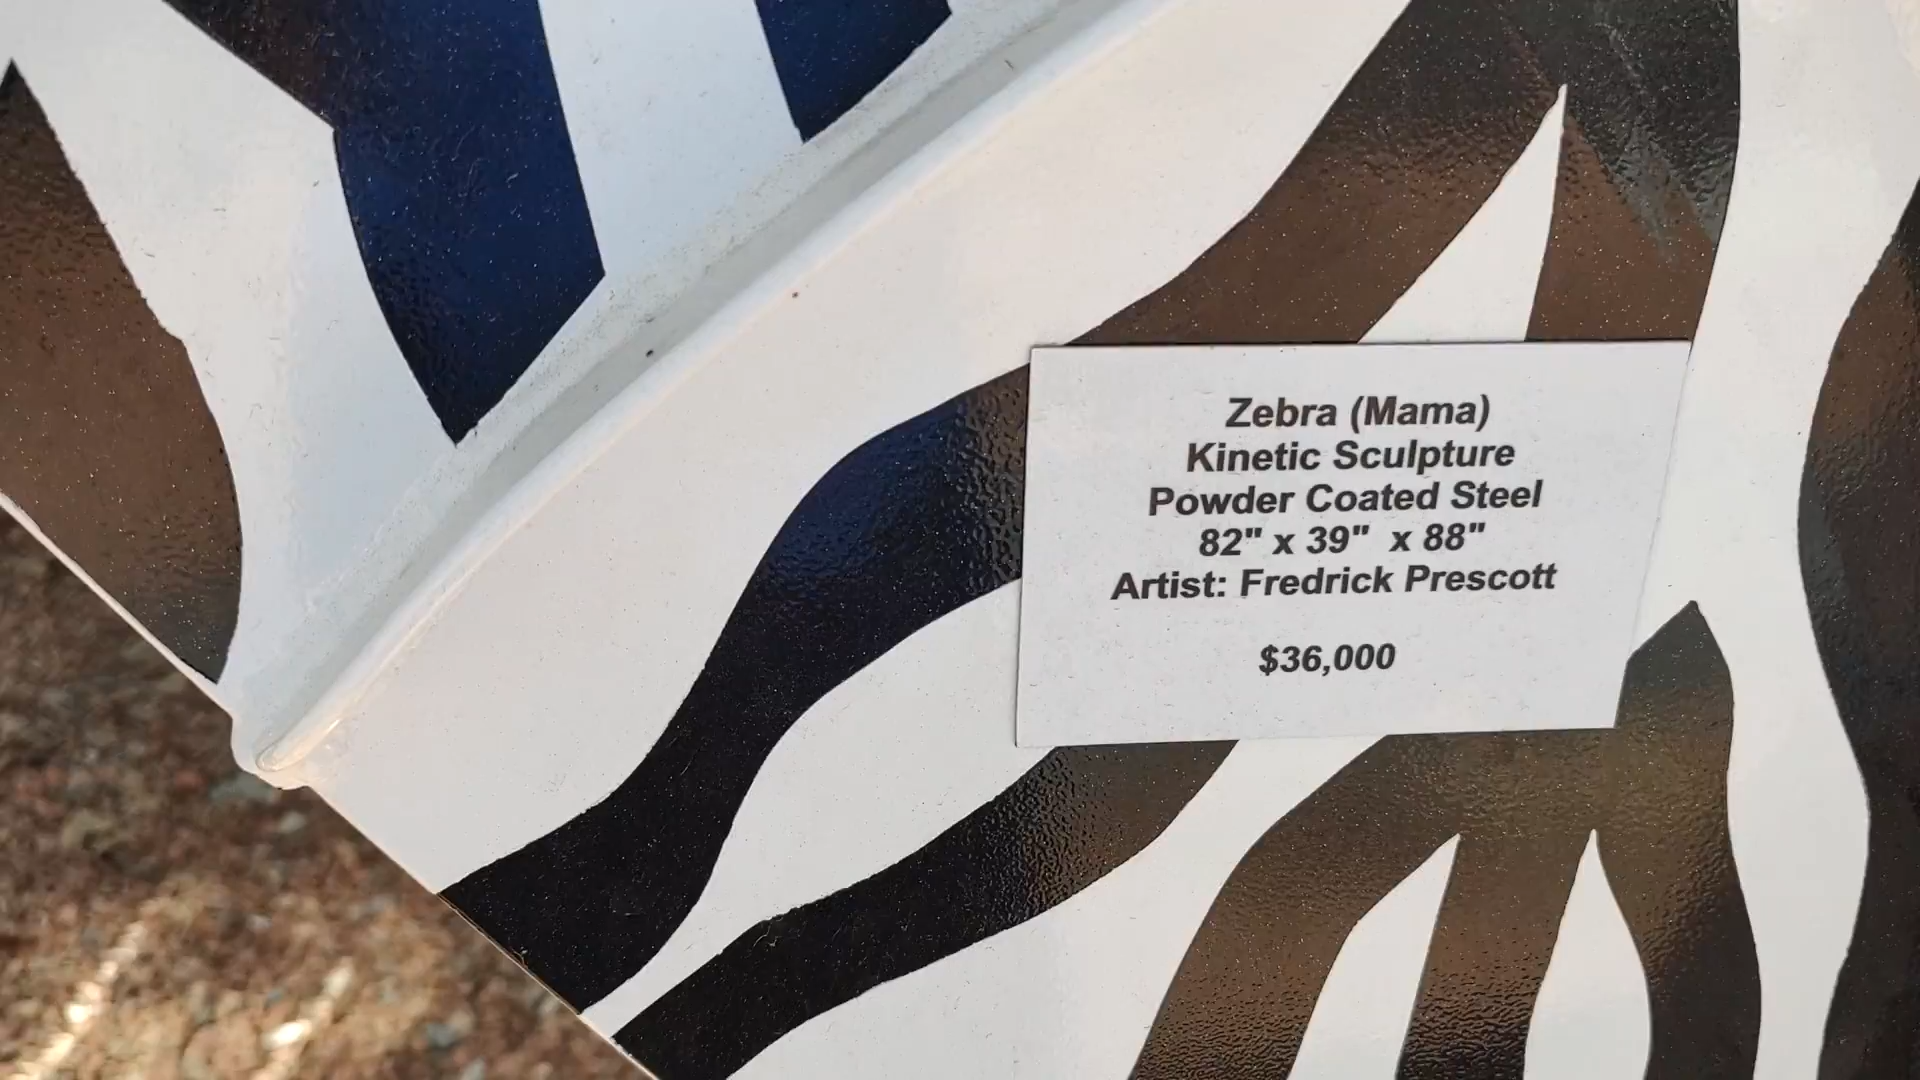 Zebra (Mama)
Kinetic Sculpture
Powder Coated Steel
82" x 39"  x 88"
Artist: Fredrick Prescott
$36,000